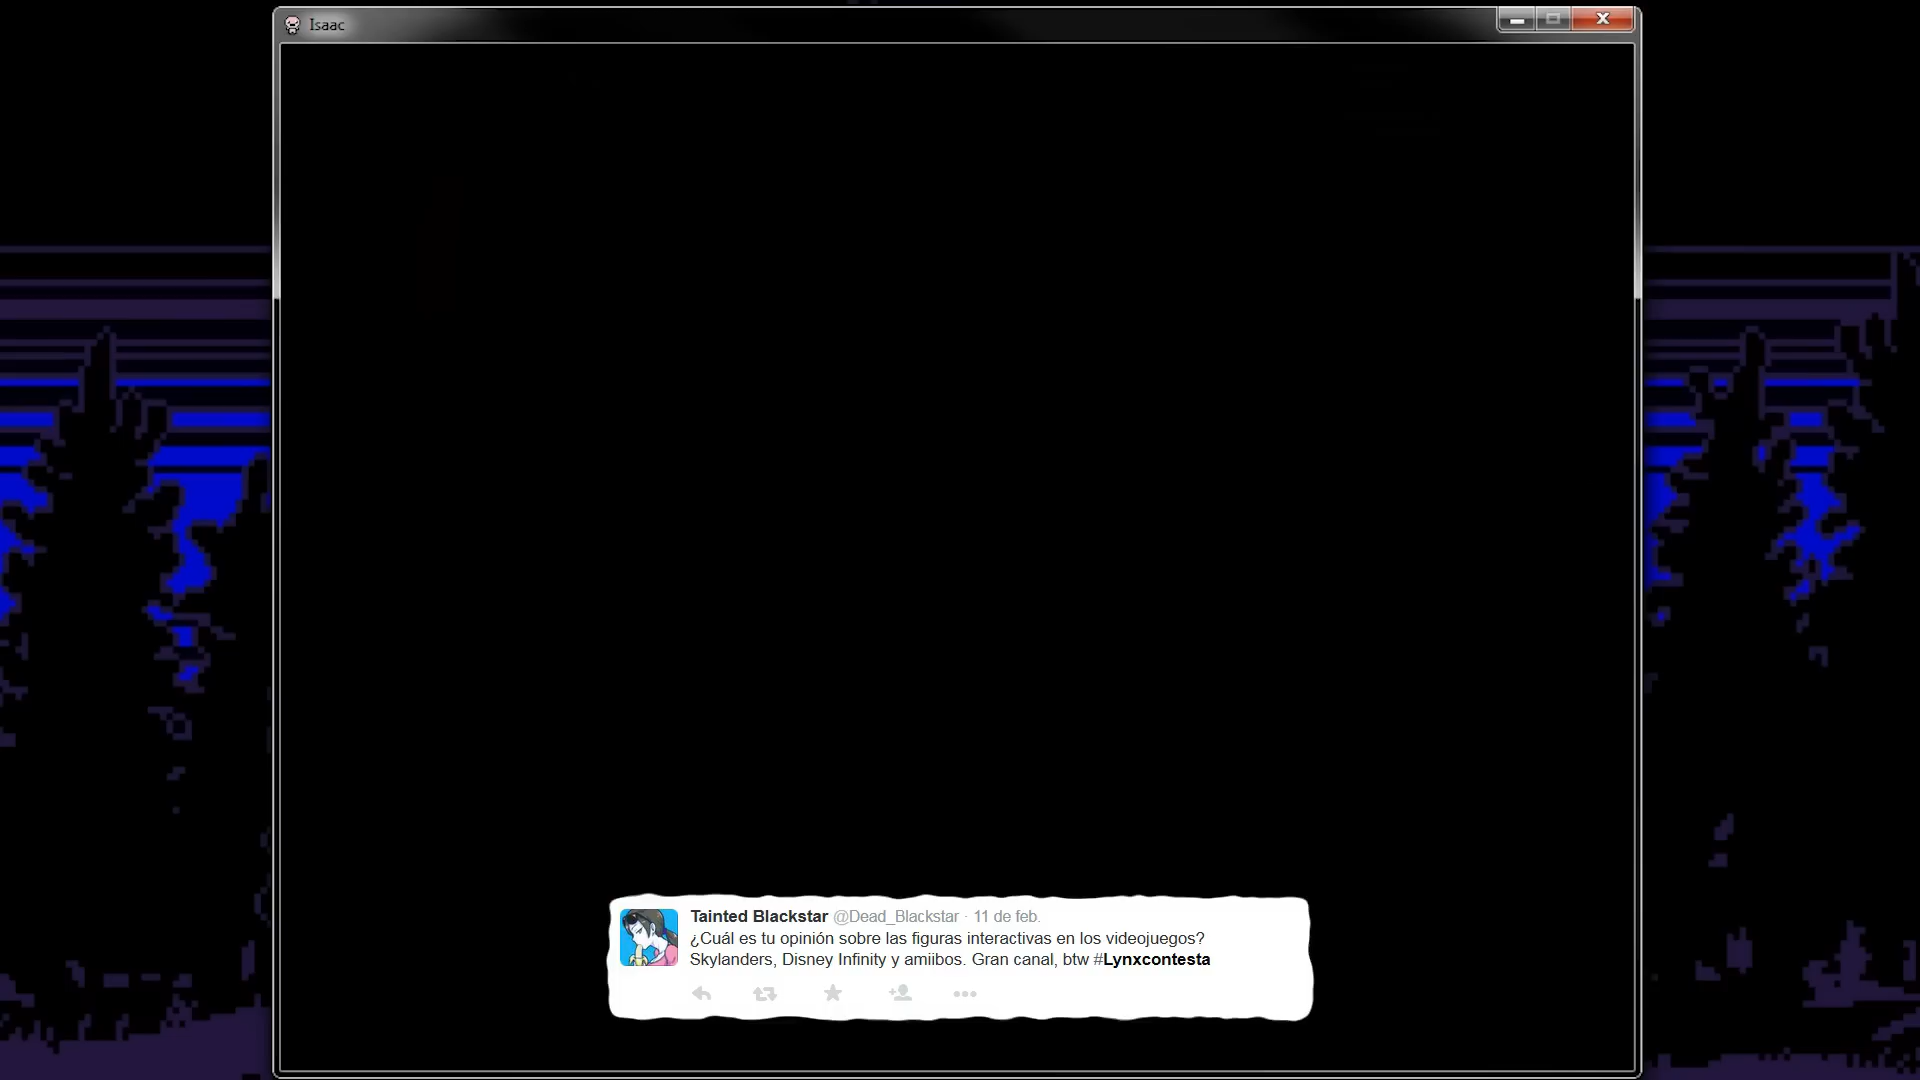 Isaac
Tainted Blackstar @Dead_Blackstar · 11 de feb.
¿Cuál es tu opinión sobre las figuras interactivas en los videojuegos?
Skylanders, Disney Infinity y amiibos. Gran canal, btw #Lynxcontesta